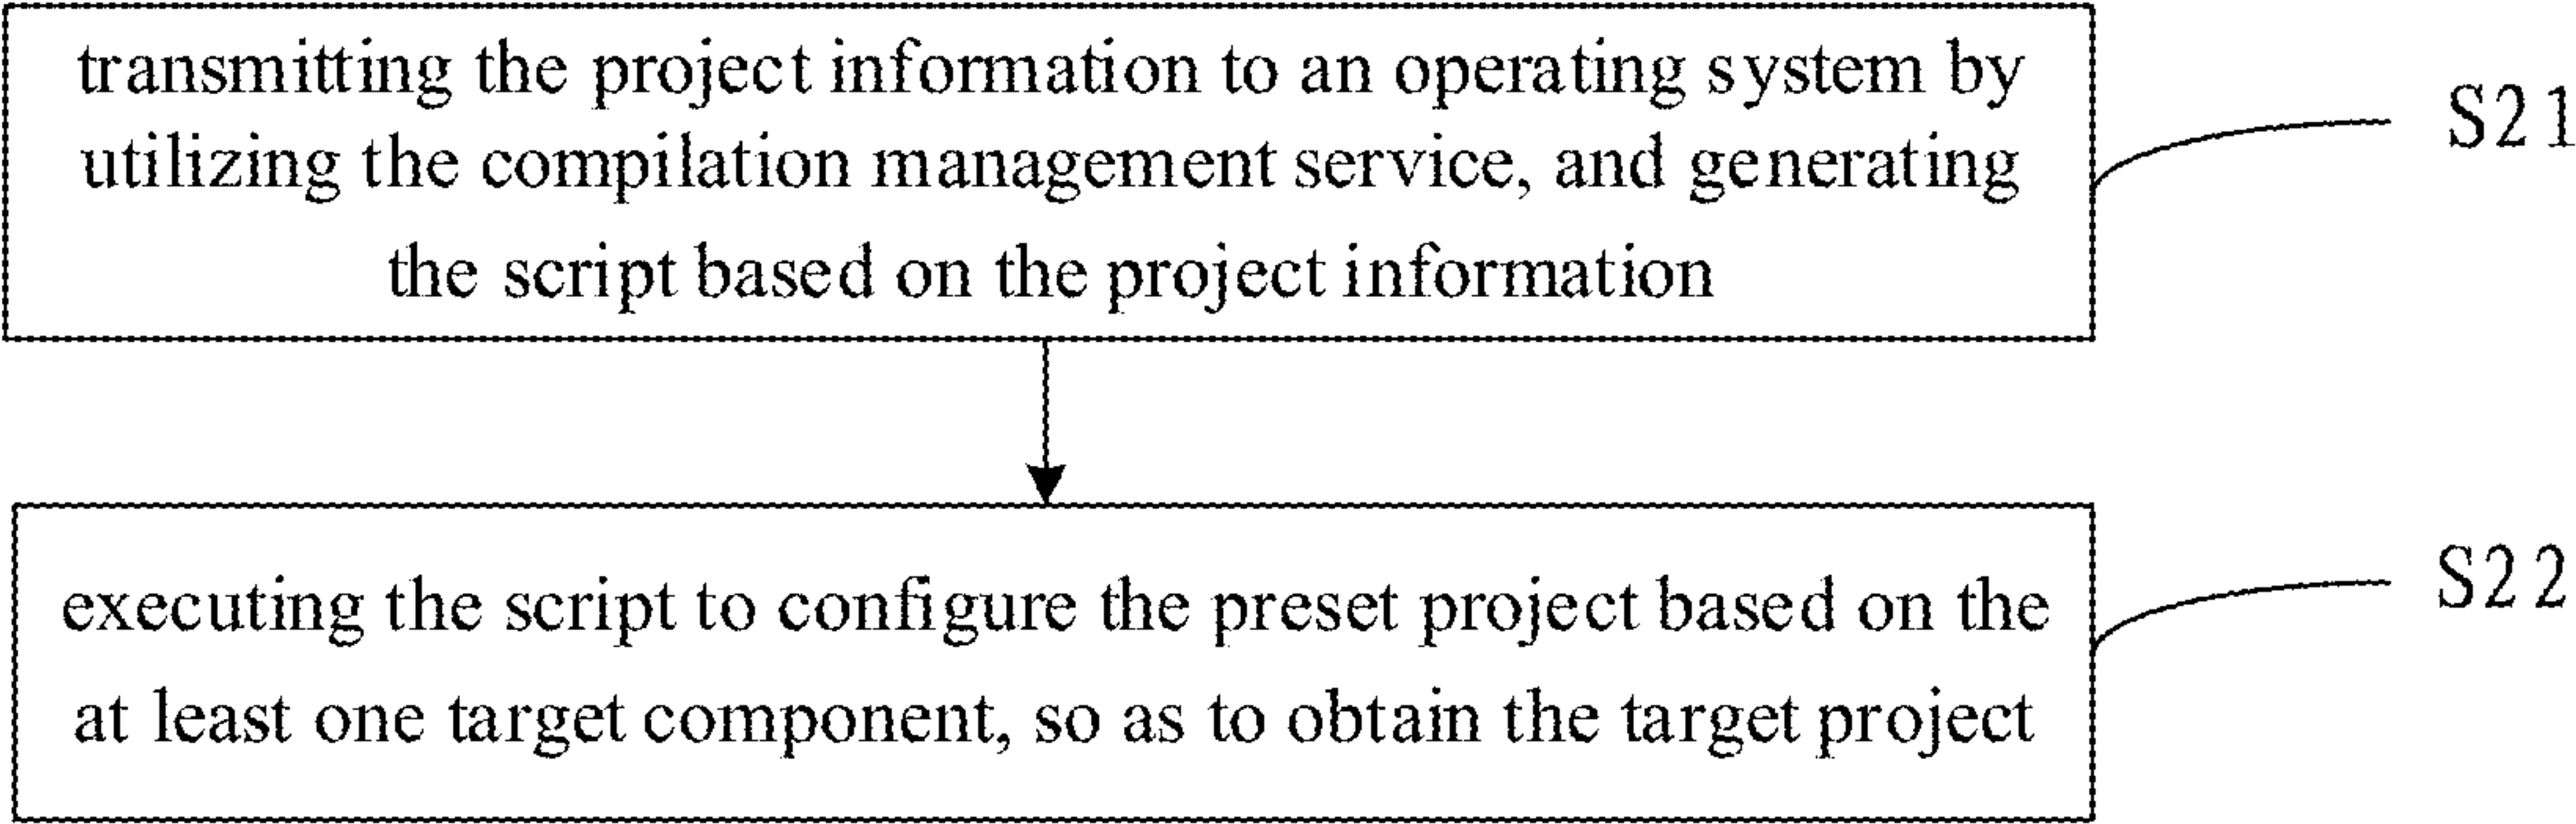 transmitting the project information to an operating system by
utilizing the compilation management service, and generating
the script based on the project information
S21
executing the script to configure the preset project based on the
at least one target component, so as to obtain the target project
S22